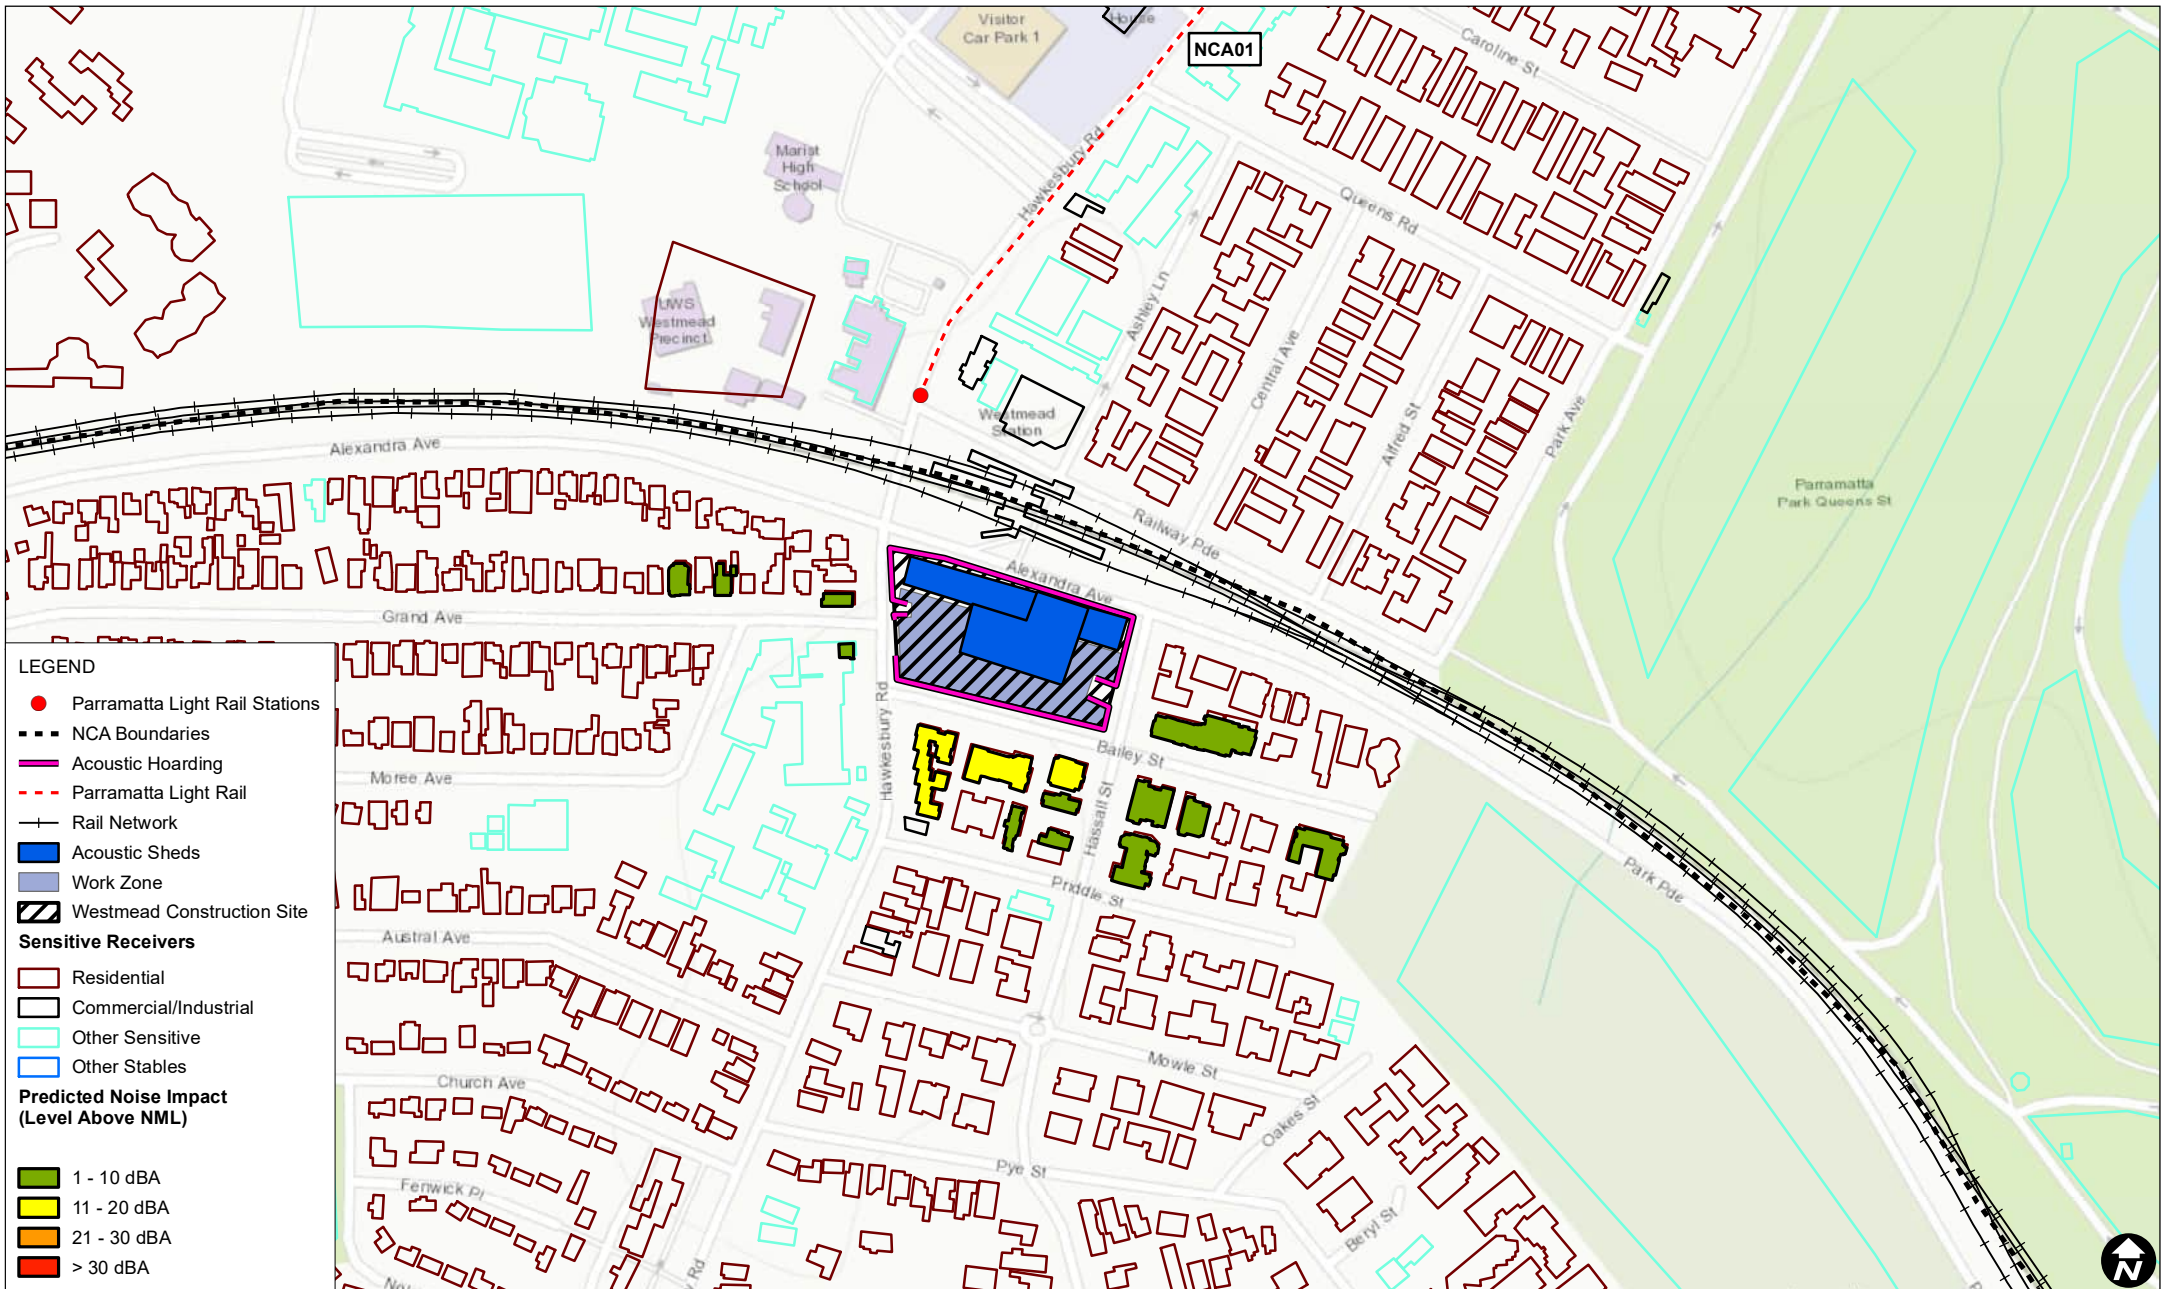 Visitor
Car Park 1
House
NCA01
Caroline St
Marist
High
School
Hawkesbury Rd
Queens Rd
UWS
Westmead
Precinct
Ashley Ln
Central Ave
Westmead
Station
Alfred St
Park Ave
Parramatta
Park Queens St
Alexandra Ave
Railway Pde
Alexandra Ave
Grand Ave
Hawkesbury Rd
Bailey St
Moree Ave
Hassall St
Priddle St
Park Pde
Austral Ave
Mowle St
Church Ave
Oakes St
Pye St
Fenwick Pl
Beryl St
LEGEND
Parramatta Light Rail Stations
NCA Boundaries
Acoustic Hoarding
Parramatta Light Rail
Rail Network
Acoustic Sheds
Work Zone
Westmead Construction Site
Sensitive Receivers
Residential
Commercial/Industrial
Other Sensitive
Other Stables
Predicted Noise Impact
(Level Above NML)
1 - 10 dBA
11 - 20 dBA
21 - 30 dBA
> 30 dBA
N